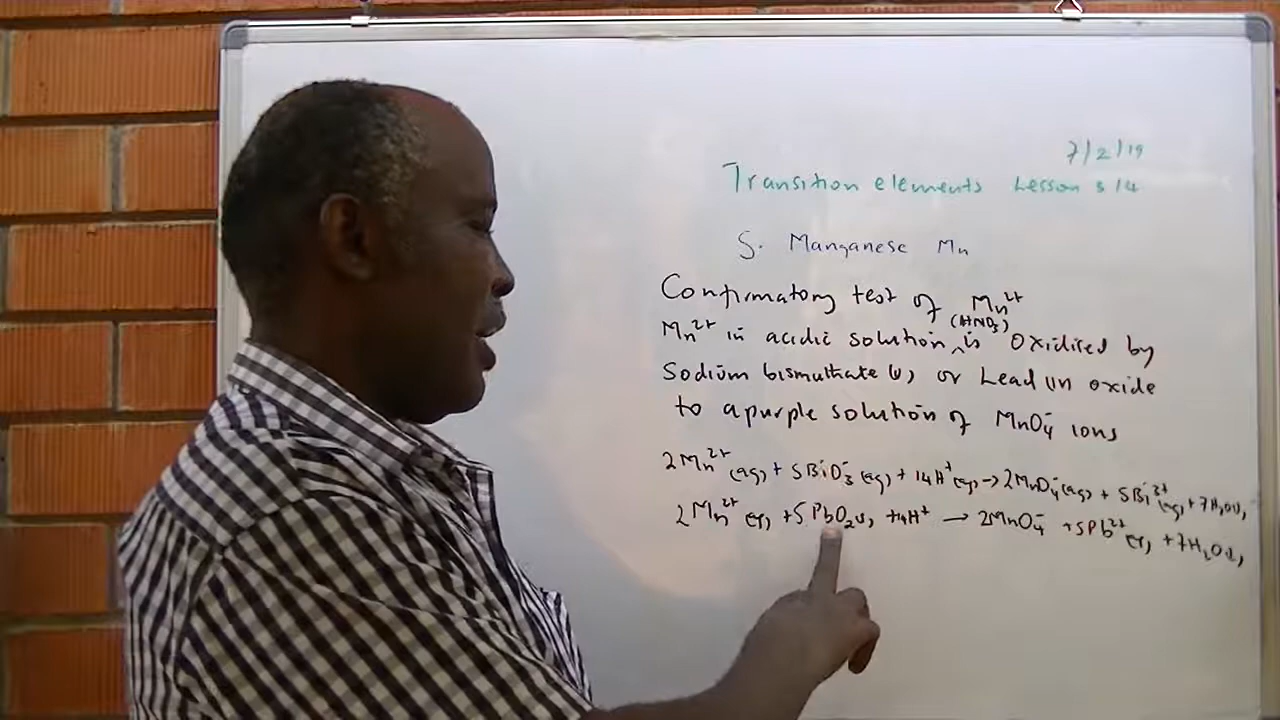 7/2/19
Transition elements Lesson 3/4
5. Manganese Mn
Confirmatory test of Mn²⁺
(HNO₃)
Mn²⁺ in acidic solution ^ is oxidised by
Sodium bismuthate (s) or Lead (IV) oxide
to a purple solution of MnO₄⁻ ions
2Mn²⁺(aq) + 5BiO₃⁻(aq) + 14H⁺(aq) → 2MnO₄⁻(aq) + 5Bi³⁺(aq) + 7H₂O(l)
2Mn²⁺(aq) + 5PbO₂(s) + 4H⁺ → 2MnO₄⁻ + 5Pb²⁺(aq) + 7H₂O(l)